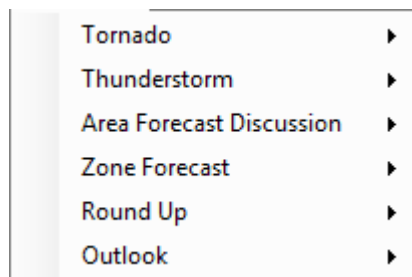 Tornado
Thunderstorm
Area Forecast Discussion
Zone Forecast
Round Up
Outlook